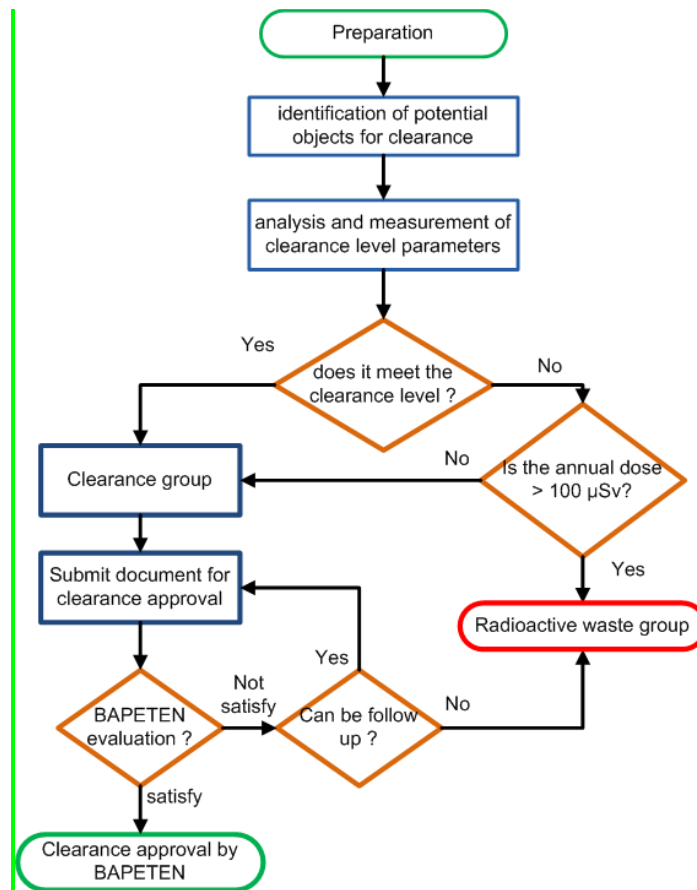 Preparation
identification of potential
objects for clearance
analysis and measurement of
clearance level parameters
Yes
does it meet the
clearance level ?
No
Clearance group
No
Is the annual dose
> 100 µSv?
Submit document for
clearance approval
Yes
Radioactive waste group
Yes
BAPETEN
evaluation ?
Not
satisfy
Can be follow
up ?
No
satisfy
Clearance approval by
BAPETEN